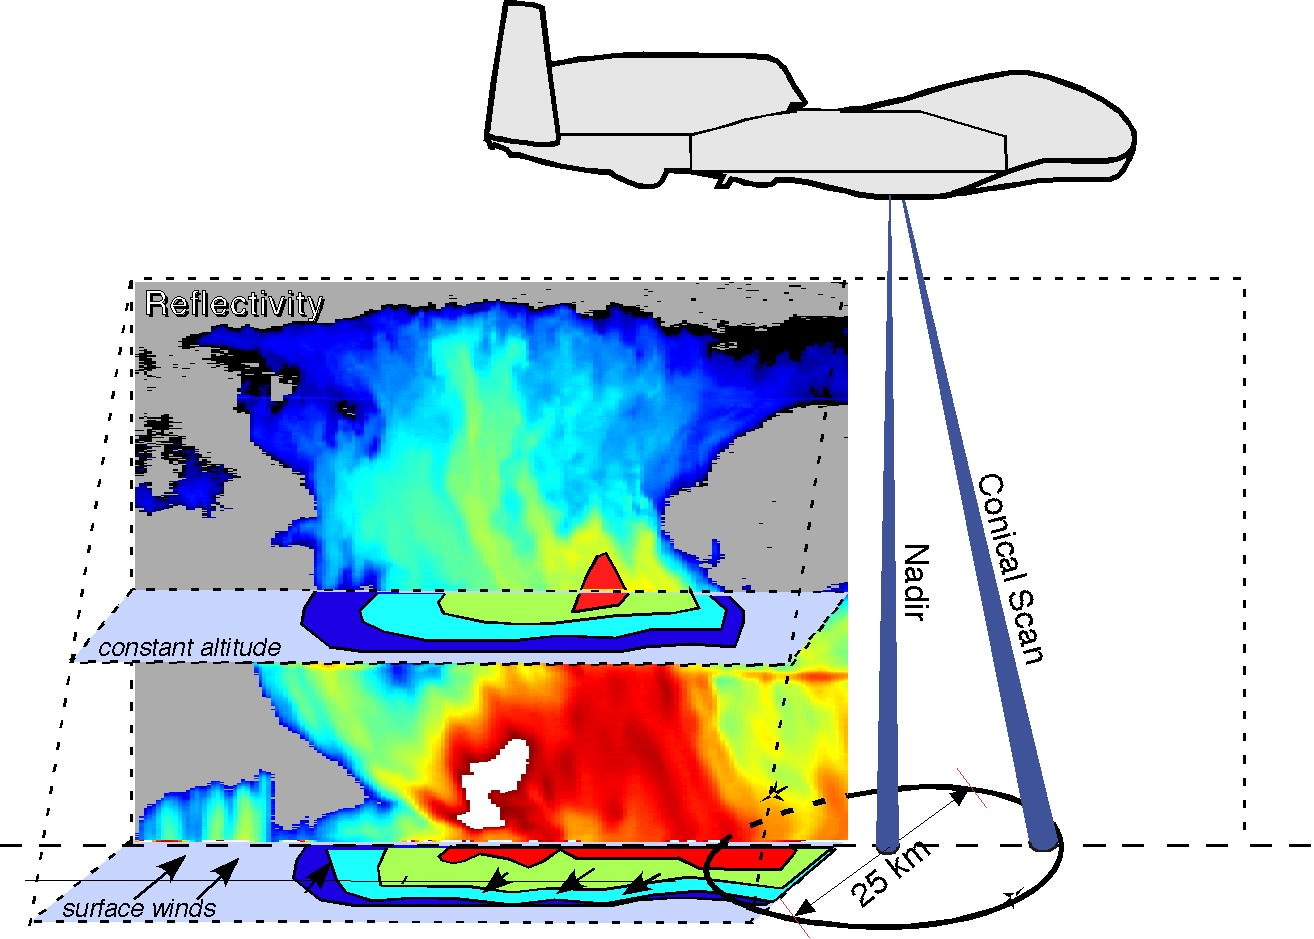 Reflectivity
constant altitude
surface winds
Nadir
Conical Scan
25 km